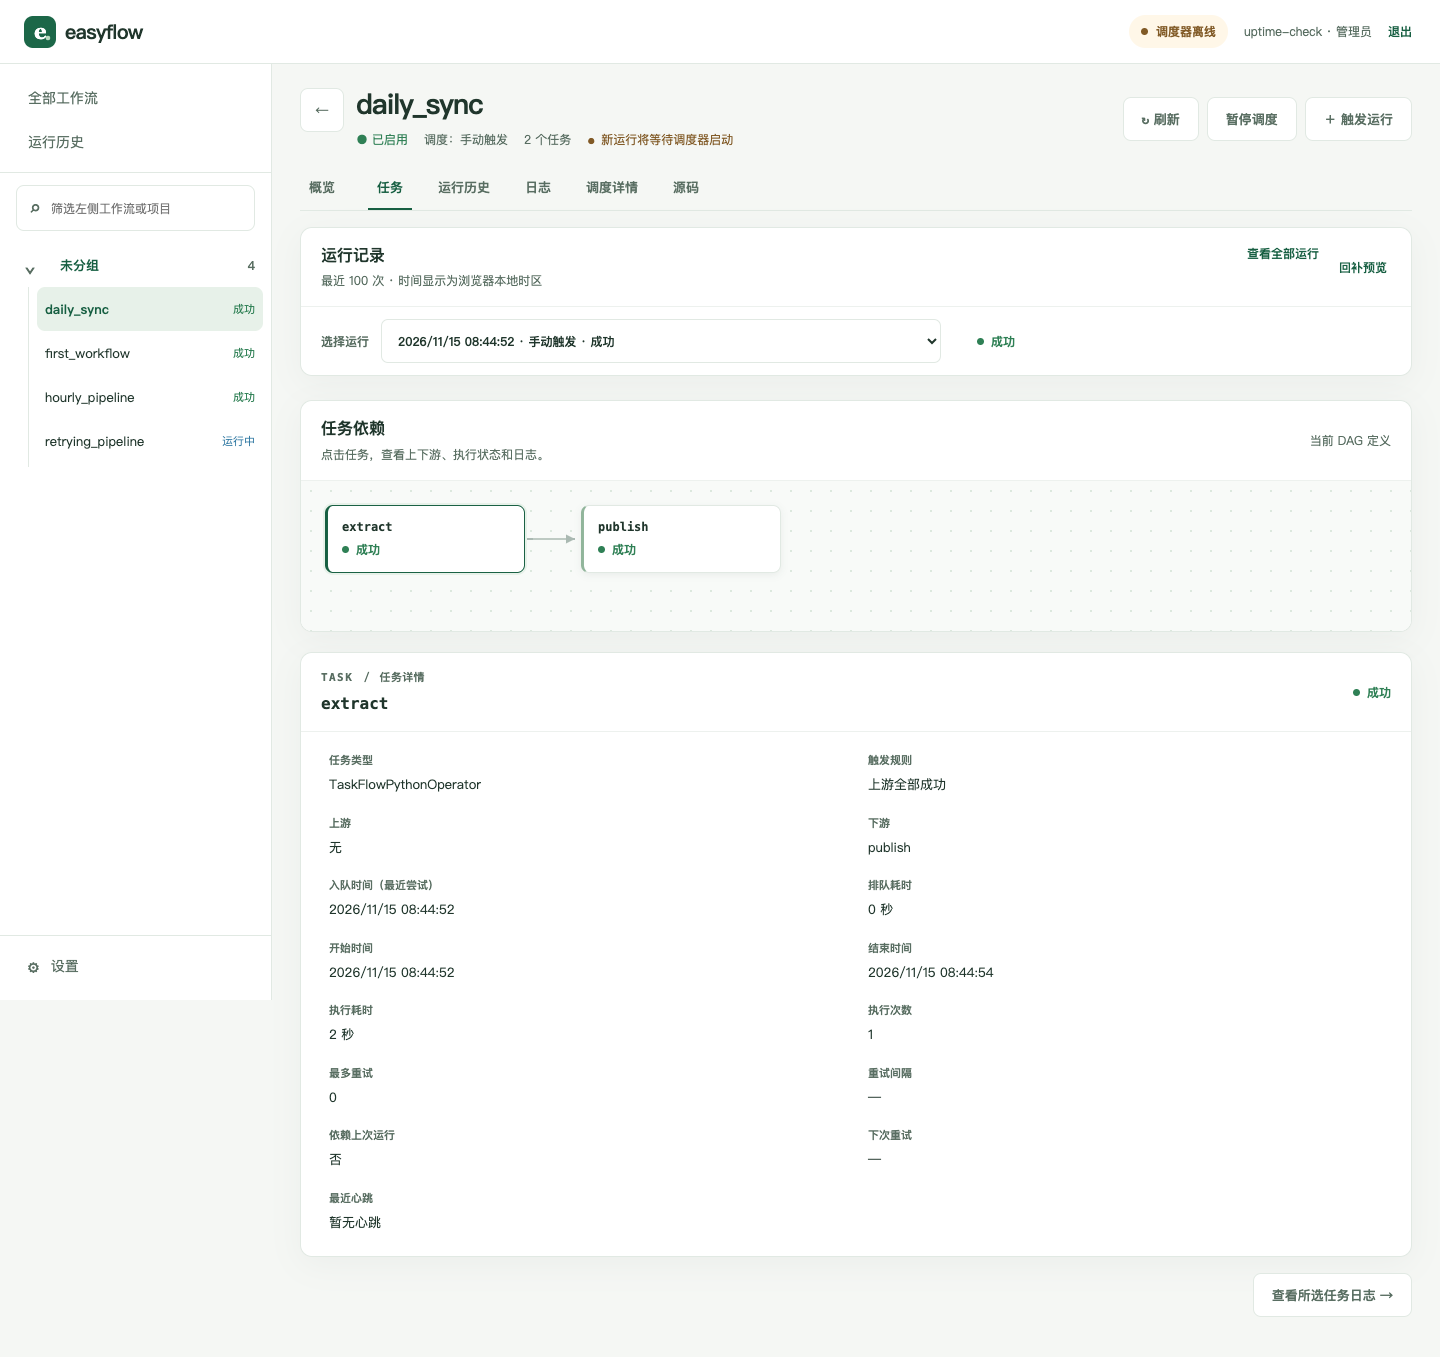 e. easyflow
调度器离线
uptime-check · 管理员
退出
全部工作流
运行历史
筛选左侧工作流或项目
未分组 4
daily_sync 成功
first_workflow 成功
hourly_pipeline 成功
retrying_pipeline 运行中
设置
← daily_sync
已启用 调度：手动触发 2 个任务 新运行将等待调度器启动
↻ 刷新
暂停调度
＋ 触发运行
概览 任务 运行历史 日志 调度详情 源码
运行记录
最近 100 次 · 时间显示为浏览器本地时区
查看全部运行
回补预览
选择运行 2026/11/15 08:44:52 · 手动触发 · 成功 成功
任务依赖
点击任务，查看上下游、执行状态和日志。
当前 DAG 定义
extract
成功
publish
成功
TASK / 任务详情
extract
成功
任务类型
TaskFlowPythonOperator
触发规则
上游全部成功
上游
无
下游
publish
入队时间（最近尝试）
2026/11/15 08:44:52
排队耗时
0 秒
开始时间
2026/11/15 08:44:52
结束时间
2026/11/15 08:44:54
执行耗时
2 秒
执行次数
1
最多重试
0
重试间隔
—
依赖上次运行
否
下次重试
—
最近心跳
暂无心跳
查看所选任务日志 →